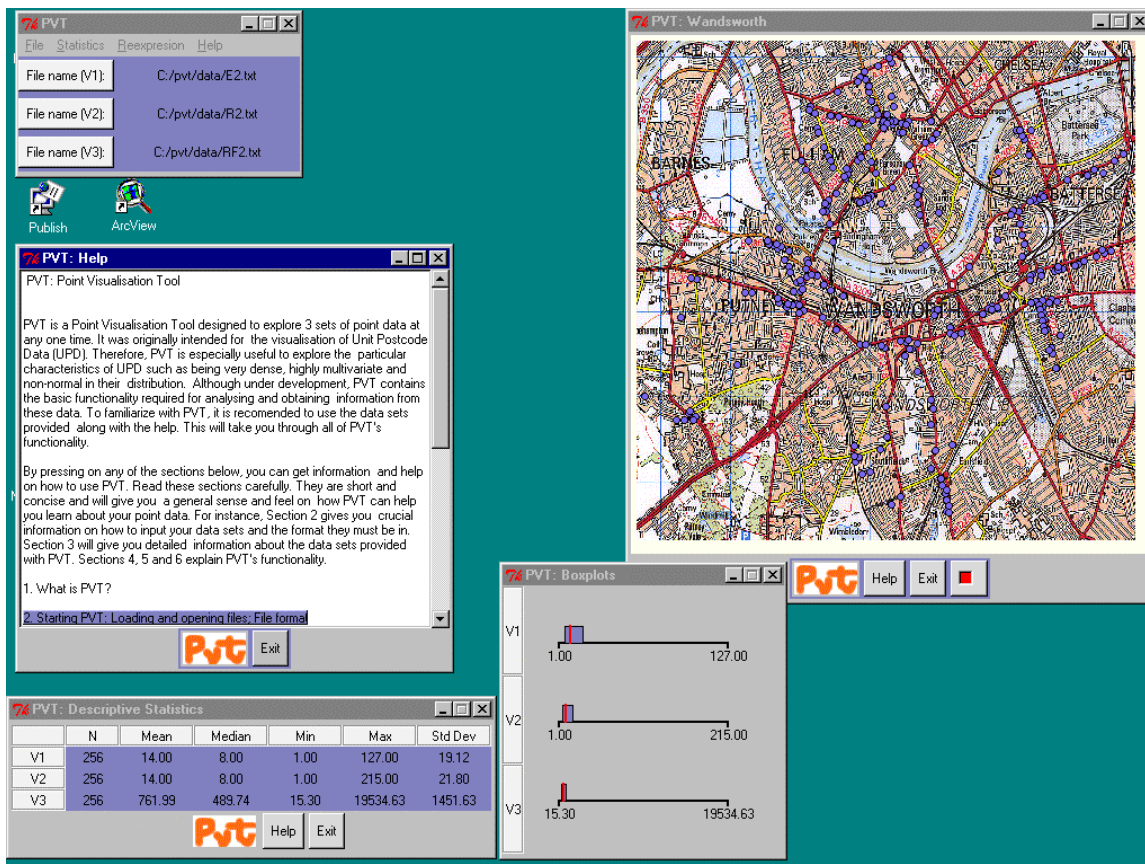 PVT
File Statistics Reexpresion Help
File name (V1): C:/pvt/data/E2.txt
File name (V2): C:/pvt/data/R2.txt
File name (V3): C:/pvt/data/RF2.txt
Publish
ArcView
PVT: Help
PVT: Point Visualisation Tool
PVT is a Point Visualisation Tool designed to explore 3 sets of point data at
any one time. It was originally intended for the visualisation of Unit Postcode
Data (UPD). Therefore, PVT is especially useful to explore the particular
characteristics of UPD such as being very dense, highly multivariate and
non-normal in their distribution. Although under development, PVT contains
the basic functionality required for analysing and obtaining information from
these data. To familiarize with PVT, it is recomended to use the data sets
provided along with the help. This will take you through all of PVT's
functionality.
By pressing on any of the sections below, you can get information and help
on how to use PVT. Read these sections carefully. They are short and
concise and will give you a general sense and feel on how PVT can help
you learn about your point data. For instance, Section 2 gives you crucial
information on how to input your data sets and the format they must be in.
Section 3 will give you detailed information about the data sets provided
with PVT. Sections 4, 5 and 6 explain PVT's functionality.
1. What is PVT?
2. Starting PVT: Loading and opening files; File format
Pvt Exit
PVT: Descriptive Statistics
N Mean Median Min Max Std Dev
V1 256 14.00 8.00 1.00 127.00 19.12
V2 256 14.00 8.00 1.00 215.00 21.80
V3 256 761.99 489.74 15.30 19534.63 1451.63
Pvt Help Exit
PVT: Wandsworth
CHELSEA
Battersea
Park
BARNES
FULHAM
BATTERSE
Wandsworth Br
PUTNEY
WANDSWORTH
WANDSWORTH LB
Southfields
Earlsfield
Wimbledon
Pvt Help Exit
PVT: Boxplots
V1
1.00 127.00
V2
1.00 215.00
V3
15.30 19534.63